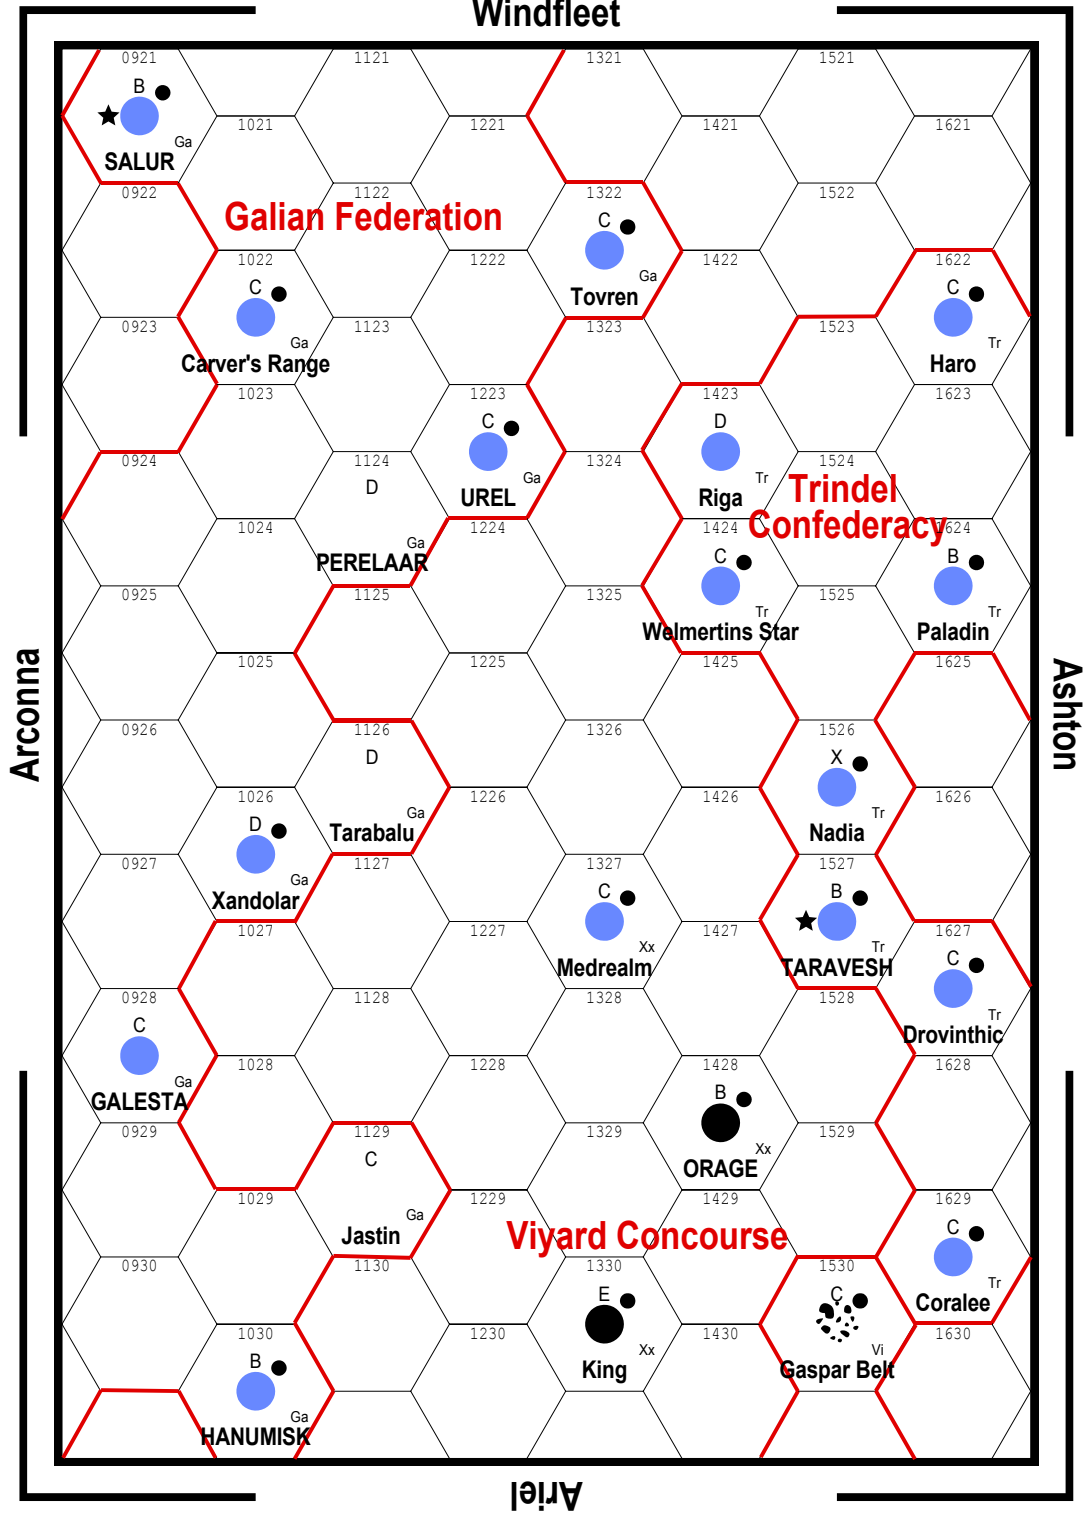 Windfleet
0921
1121
1321
1521
B
1021
1221
1421
1621
Ga
SALUR
0922
1122
1322
1522
Galian Federation
C
1022
1222
1422
1622
C
Ga
C
Tovren
0923
1123
1323
1523
Ga
Tr
Carver's Range
Haro
1023
1223
1423
1623
C
D
0924
1124
1324
1524
D
Ga
Tr
Trindel
UREL
Riga
Confederacy
1024
1224
1424
1624
Ga
C
B
PERELAAR
0925
1125
1325
1525
Tr
Tr
Welmertins Star
Paladin
1025
1225
1425
1625
Arconna
Ashton
0926
1126
1326
1526
D
X
1026
1226
1426
1626
Ga
Tr
D
Tarabalu
Nadia
0927
1127
1327
1527
Ga
C
B
Xandolar
1027
1227
1427
1627
Xx
Tr
C
Medrealm
TARAVESH
0928
1128
1328
1528
Tr
C
Drovinthic
1028
1228
1428
1628
Ga
B
GALESTA
0929
1129
1329
1529
C
Xx
ORAGE
1029
1229
1429
1629
Ga
C
Jastin
Viyard Concourse
0930
1130
1330
1530
Tr
E
C
Coralee
1030
1230
1430
1630
Xx
Vi
B
King
Gaspar Belt
Ga
HANUMISK
Ariel